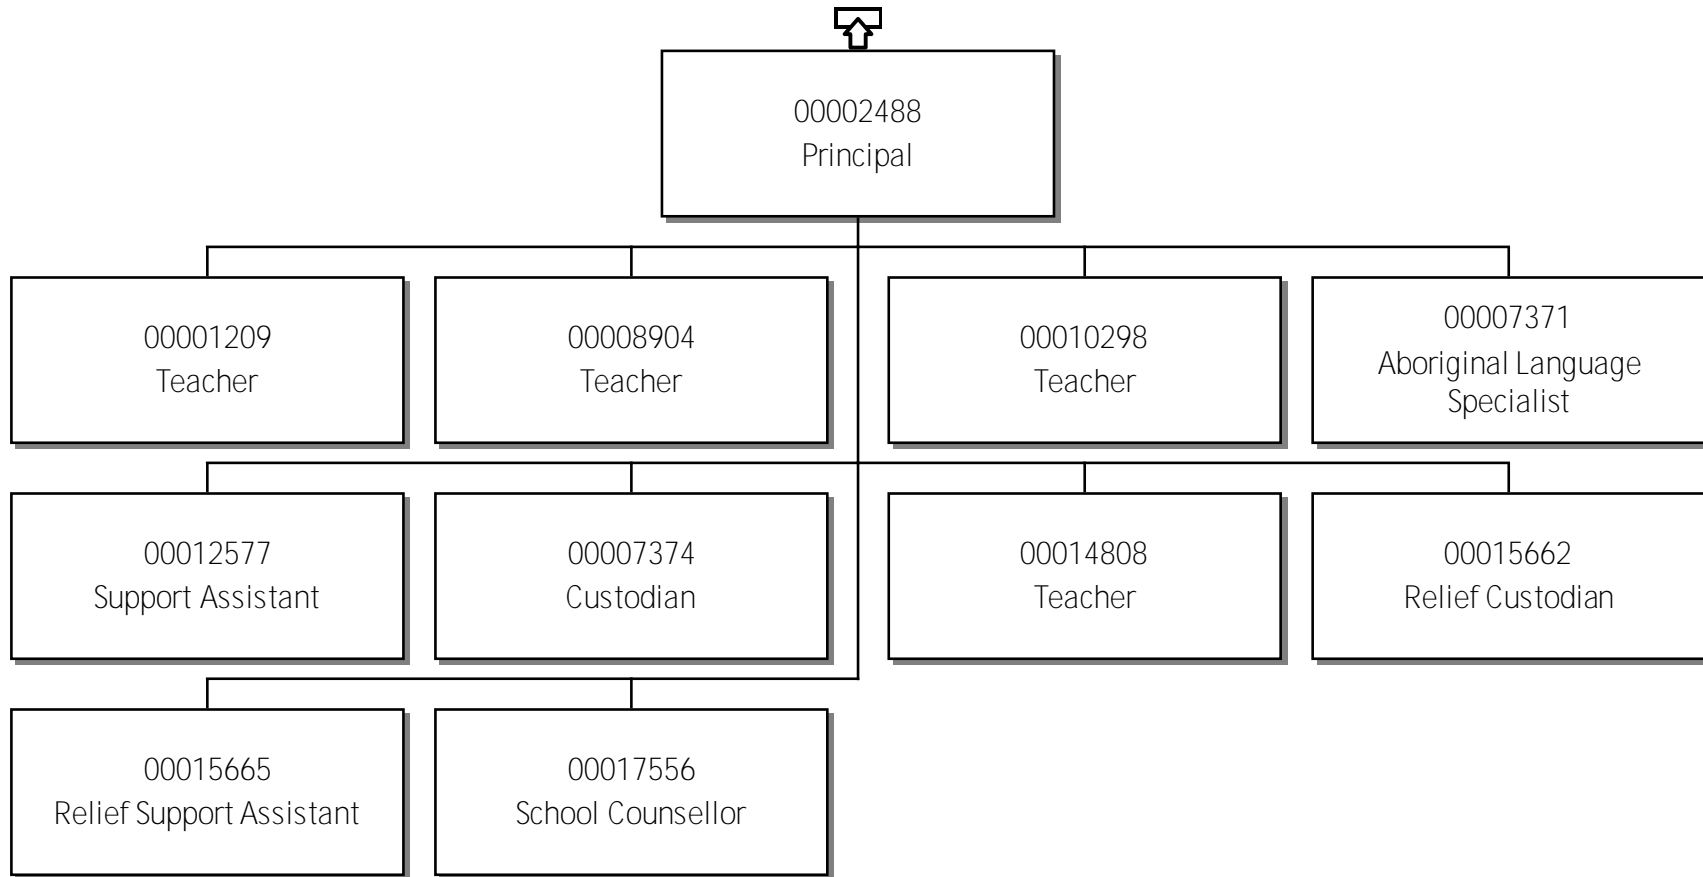 00002488
Principal
00001209
Teacher
00008904
Teacher
00010298
Teacher
00007371
Aboriginal Language
Specialist
00012577
Support Assistant
00007374
Custodian
00014808
Teacher
00015662
Relief Custodian
00015665
Relief Support Assistant
00017556
School Counsellor